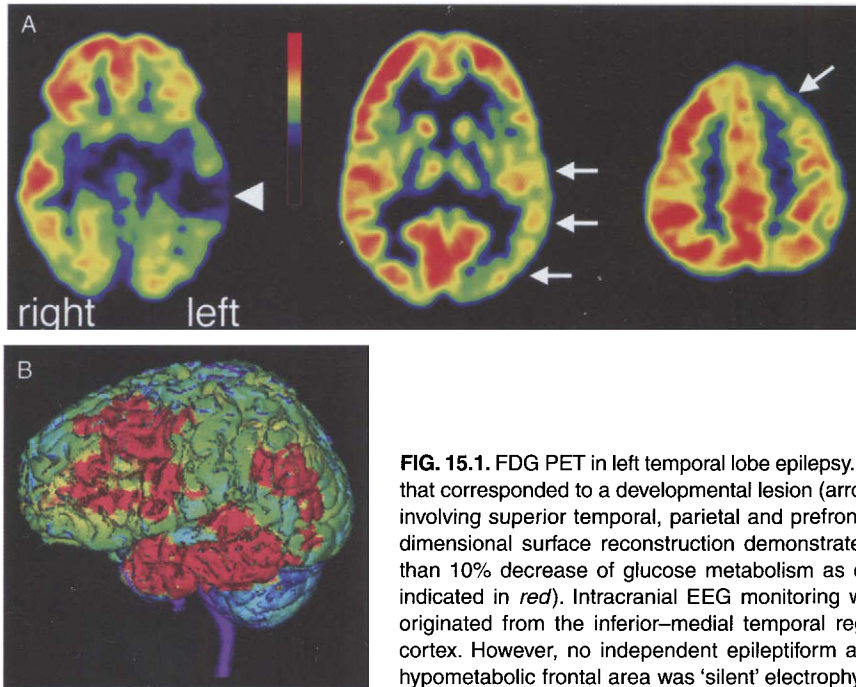 A
right left
B
FIG. 15.1. FDG PET in left temporal lobe epilepsy.
that corresponded to a developmental lesion (arro
involving superior temporal, parietal and prefron
dimensional surface reconstruction demonstrate
than 10% decrease of glucose metabolism as
indicated in red). Intracranial EEG monitoring
originated from the inferior–medial temporal reg
cortex. However, no independent epileptiform a
hypometabolic frontal area was 'silent' electrophy